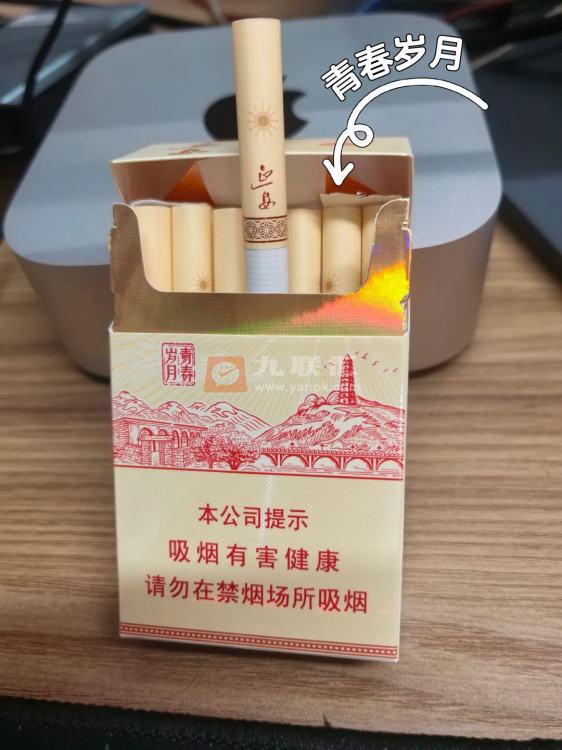 青春岁月
延安
青春
岁月
九联讯
www.yanpk.com
本公司提示
吸烟有害健康
请勿在禁烟场所吸烟